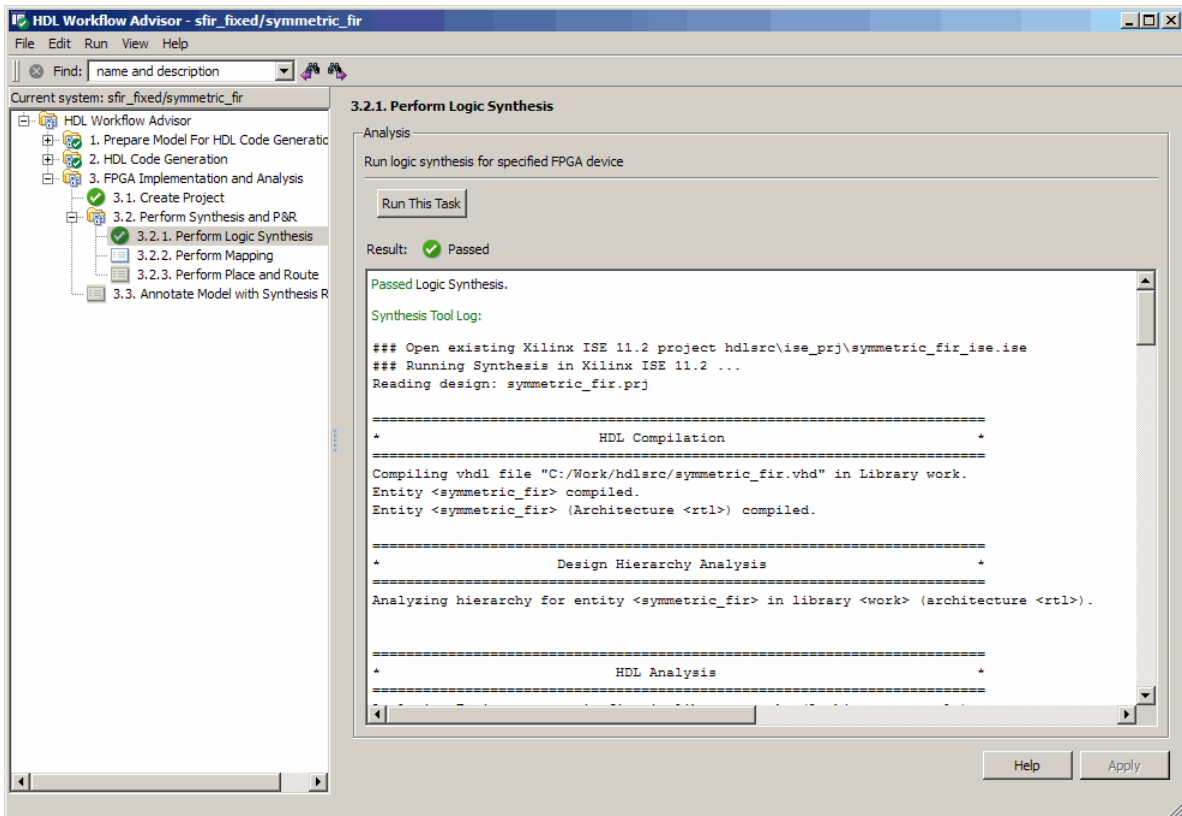 HDL Workflow Advisor - sfir_fixed/symmetric_fir
File Edit Run View Help
Find: name and description
Current system: sfir_fixed/symmetric_fir
HDL Workflow Advisor
1. Prepare Model For HDL Code Generatic
2. HDL Code Generation
3. FPGA Implementation and Analysis
3.1. Create Project
3.2. Perform Synthesis and P&R
3.2.1. Perform Logic Synthesis
3.2.2. Perform Mapping
3.2.3. Perform Place and Route
3.3. Annotate Model with Synthesis R
3.2.1. Perform Logic Synthesis
Analysis
Run logic synthesis for specified FPGA device
Run This Task
Result: Passed
Passed Logic Synthesis.
Synthesis Tool Log:
### Open existing Xilinx ISE 11.2 project hdlsrc\ise_prj\symmetric_fir_ise.ise
### Running Synthesis in Xilinx ISE 11.2 ...
Reading design: symmetric_fir.prj
=========================================================================
* HDL Compilation *
=========================================================================
Compiling vhdl file "C:/Work/hdlsrc/symmetric_fir.vhd" in Library work.
Entity <symmetric_fir> compiled.
Entity <symmetric_fir> (Architecture <rtl>) compiled.
=========================================================================
* Design Hierarchy Analysis *
=========================================================================
Analyzing hierarchy for entity <symmetric_fir> in library <work> (architecture <rtl>).
=========================================================================
* HDL Analysis *
=========================================================================
Help Apply